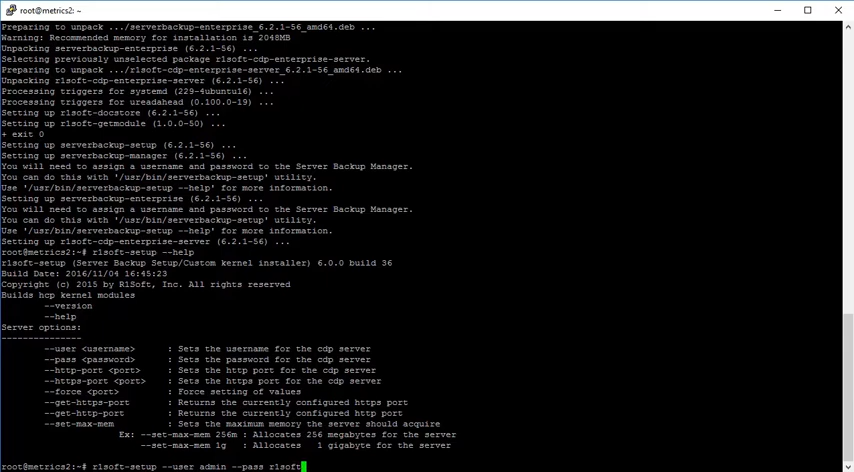 root@metrics2: ~
Preparing to unpack .../serverbackup-enterprise_6.2.1-56_amd64.deb ...
Warning: Recommended memory for installation is 2048MB
Unpacking serverbackup-enterprise (6.2.1-56) ...
Selecting previously unselected package r1soft-cdp-enterprise-server.
Preparing to unpack .../r1soft-cdp-enterprise-server_6.2.1-56_amd64.deb ...
Unpacking r1soft-cdp-enterprise-server (6.2.1-56) ...
Processing triggers for systemd (229-4ubuntu16) ...
Processing triggers for ureadahead (0.100.0-19) ...
Setting up r1soft-docstore (6.2.1-56) ...
Setting up r1soft-getmodule (1.0.0-50) ...
+ exit 0
Setting up serverbackup-setup (6.2.1-56) ...
Setting up serverbackup-manager (6.2.1-56) ...
You will need to assign a username and password to the Server Backup Manager.
You can do this with '/usr/bin/serverbackup-setup' utility.
Use '/usr/bin/serverbackup-setup --help' for more information.
Setting up serverbackup-enterprise (6.2.1-56) ...
You will need to assign a username and password to the Server Backup Manager.
You can do this with '/usr/bin/serverbackup-setup' utility.
Use '/usr/bin/serverbackup-setup --help' for more information.
Setting up r1soft-cdp-enterprise-server (6.2.1-56) ...
root@metrics2:~# r1soft-setup --help
r1soft-setup (Server Backup Setup/Custom kernel installer) 6.0.0 build 36
Build Date: 2016/11/04 16:45:23
Copyright (c) 2015 by R1Soft, Inc. All rights reserved
Builds hcp kernel modules
--version
--help
Server options:
---------------
--user <username> : Sets the username for the cdp server
--pass <password> : Sets the password for the cdp server
--http-port <port> : Sets the http port for the cdp server
--https-port <port> : Sets the https port for the cdp server
--force <port> : Force setting of values
--get-https-port : Returns the currently configured https port
--get-http-port : Returns the currently configured http port
--set-max-mem : Sets the maximum memory the server should acquire
Ex: --set-max-mem 256m : Allocates 256 megabytes for the server
--set-max-mem 1g : Allocates 1 gigabyte for the server
root@metrics2:~# r1soft-setup --user admin --pass r1soft